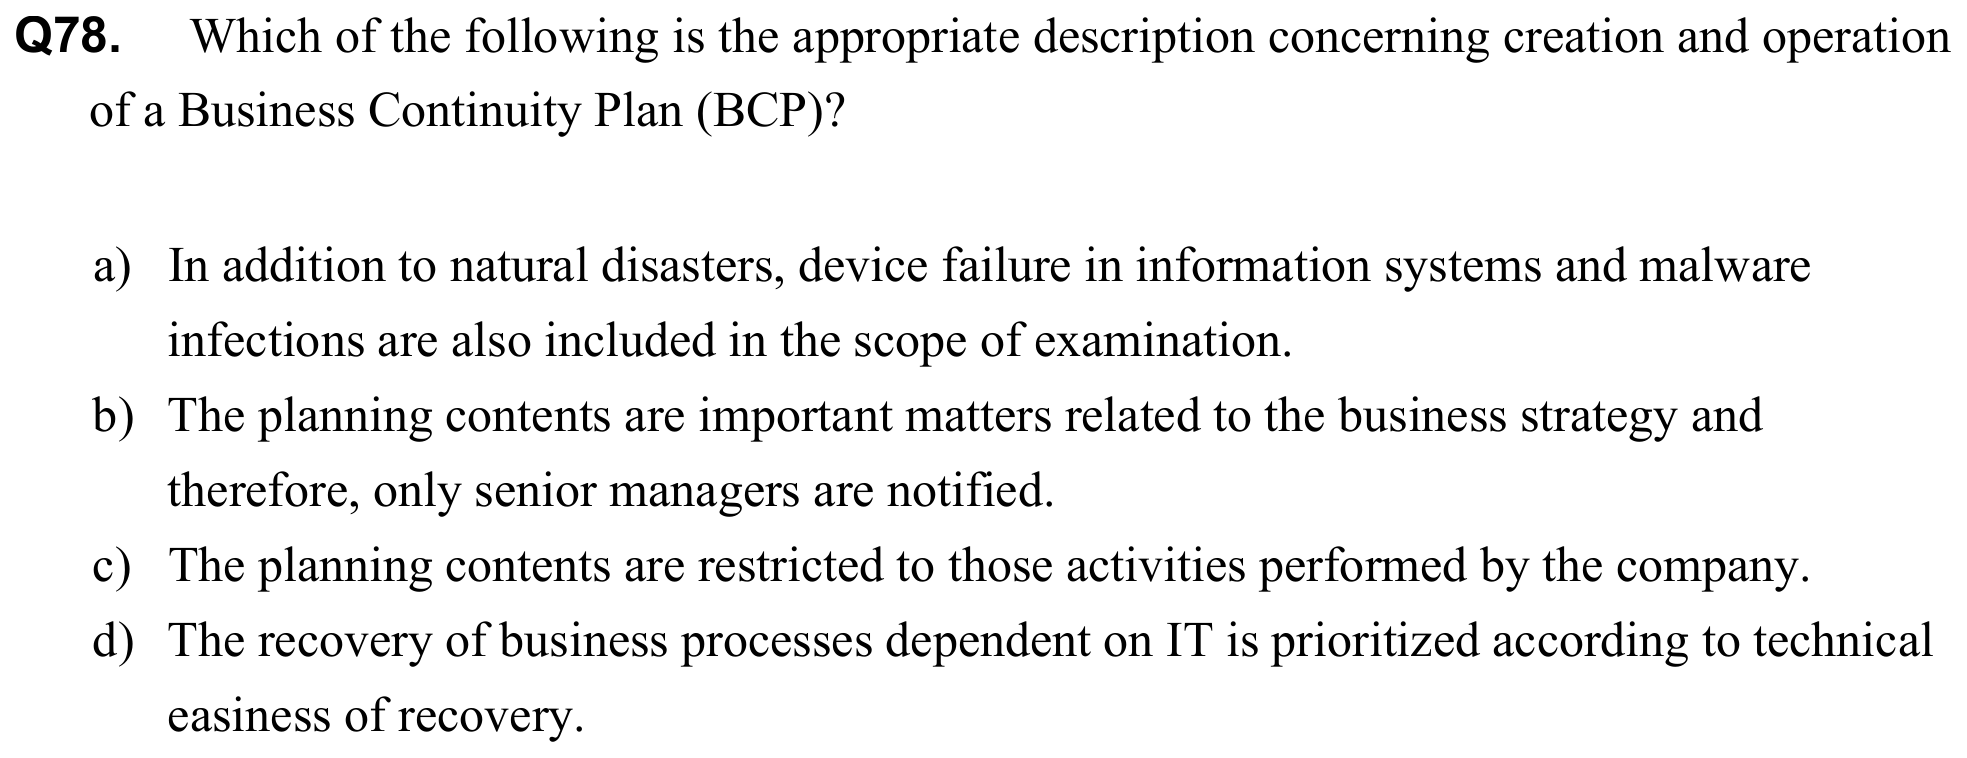 Q78. Which of the following is the appropriate description concerning creation and operation
of a Business Continuity Plan (BCP)?
a) In addition to natural disasters, device failure in information systems and malware
infections are also included in the scope of examination.
b) The planning contents are important matters related to the business strategy and
therefore, only senior managers are notified.
c) The planning contents are restricted to those activities performed by the company.
d) The recovery of business processes dependent on IT is prioritized according to technical
easiness of recovery.